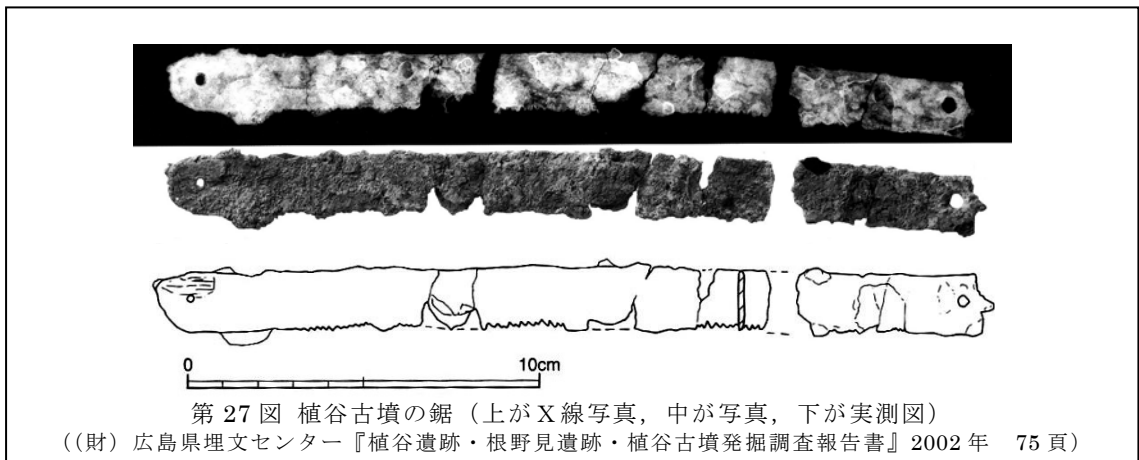 0 10cm
第 27 図 植谷古墳の鋸（上がＸ線写真，中が写真，下が実測図）
((財) 広島県埋文センター『植谷遺跡・根野見遺跡・植谷古墳発掘調査報告書』2002 年 75 頁)